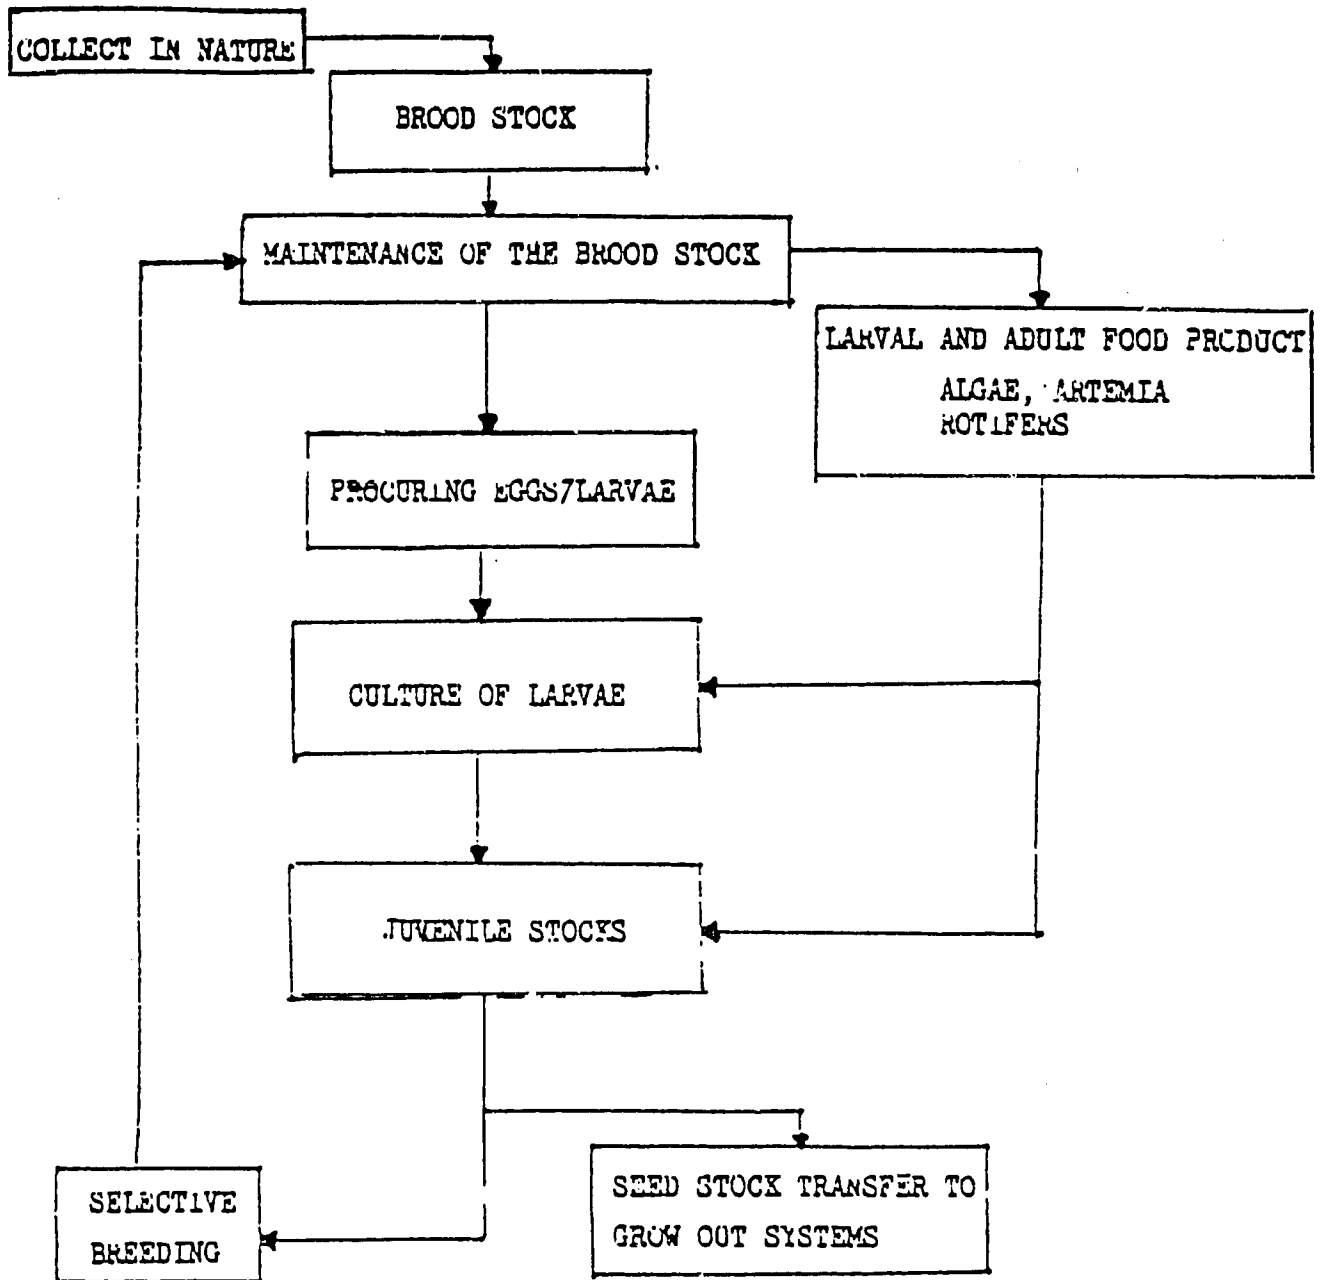 COLLECT IN NATURE
BROOD STOCK
MAINTENANCE OF THE BROOD STOCK
LARVAL AND ADULT FOOD PRODUCT
ALGAE, ARTEMIA
ROTIFERS
PROCURING EGGS/LARVAE
CULTURE OF LARVAE
JUVENILE STOCKS
SELECTIVE
BREEDING
SEED STOCK TRANSFER TO
GROW OUT SYSTEMS